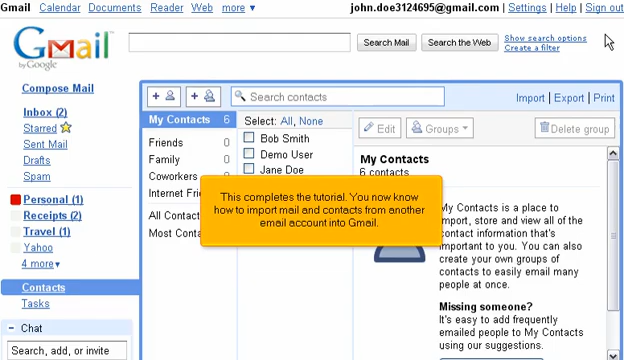 Gmail Calendar Documents Reader Web more ▾ john.doe3124695@gmail.com | Settings | Help | Sign out
Gmail
by Google
Search Mail Search the Web Show search options
Create a filter
Compose Mail
Inbox (2)
Starred
Sent Mail
Drafts
Spam
Personal (1)
Receipts (2)
Travel (1)
Yahoo
4 more ▾
Contacts
Tasks
− Chat
Search, add, or invite
+ + Search contacts Import | Export | Print
My Contacts 6
Friends 0
Family 0
Coworkers
Internet
All
Most
Select: All, None
Bob Smith
Demo User
Jane Doe
Edit Groups ▾ Delete group
My Contacts
6 contacts
My Contacts is a place to
import, store and view all of the
contact information that's
important to you. You can also
create your own groups of
contacts to easily email many
people at once.
Missing someone?
It's easy to add frequently
emailed people to My Contacts
using our suggestions.
This completes the tutorial. You now know
how to import mail and contacts from another
email account into Gmail.